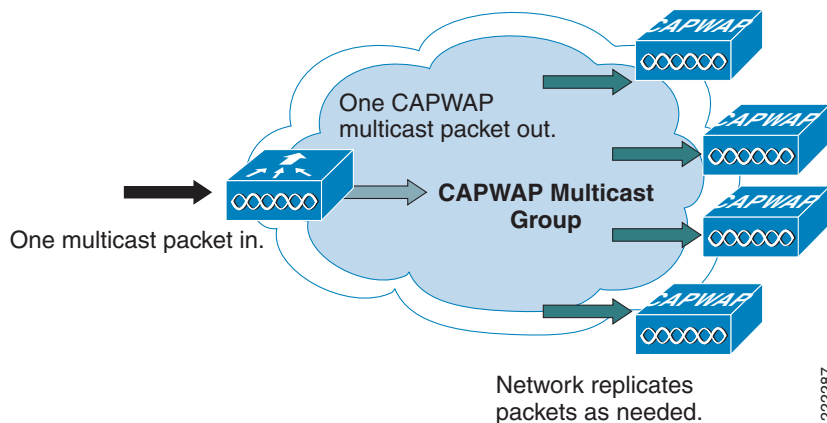 CAPWAP
One CAPWAP
multicast packet out.
CAPWAP
CAPWAP Multicast
Group
CAPWAP
One multicast packet in.
CAPWAP
Network replicates
packets as needed.